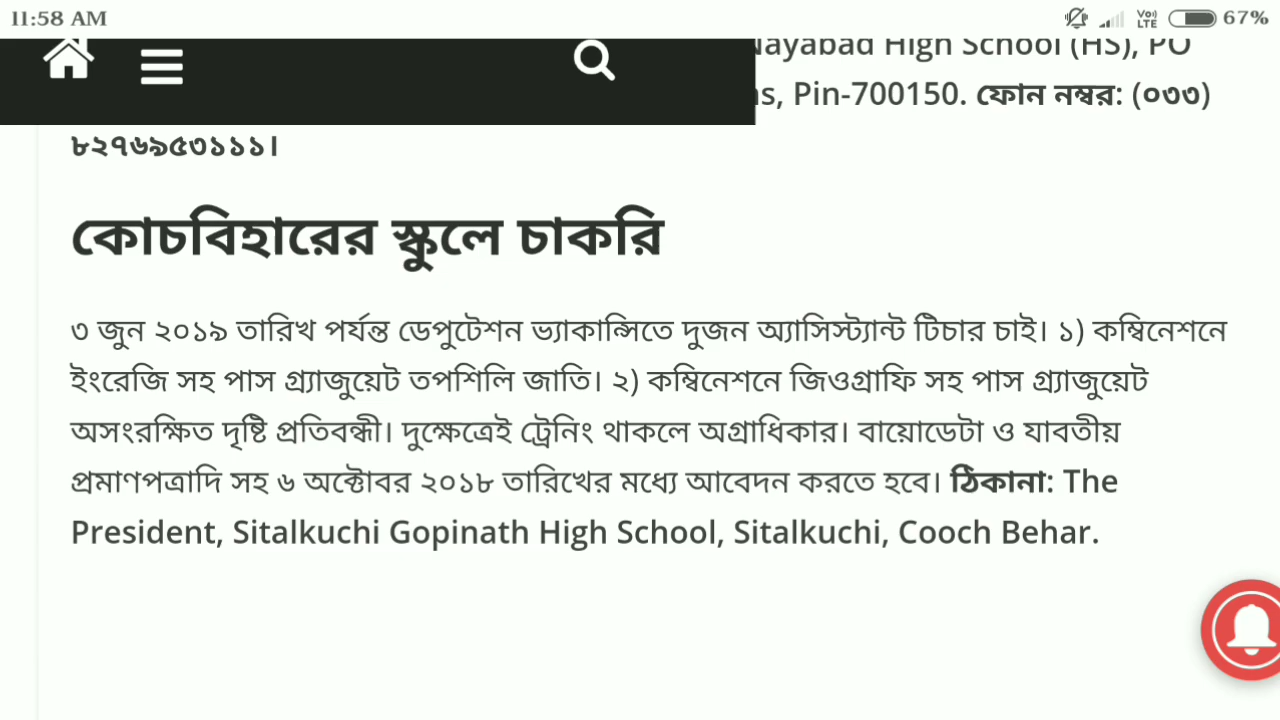 11:58 AM
Vo))
LTE
67%
Nayabad High School (HS), PO
Pin-700150. ফোন নম্বর: (০৩৩)
৮২৭৬৯৫৩১১১।
কোচবিহারের স্কুলে চাকরি
৩ জুন ২০১৯ তারিখ পর্যন্ত ডেপুটেশন ভ্যাকান্সিতে দুজন অ্যাসিস্ট্যান্ট টিচার চাই। ১) কম্বিনেশনে
ইংরেজি সহ পাস গ্র্যাজুয়েট তপশিলি জাতি। ২) কম্বিনেশনে জিওগ্রাফি সহ পাস গ্র্যাজুয়েট
অসংরক্ষিত দৃষ্টি প্রতিবন্ধী। দুক্ষেত্রেই ট্রেনিং থাকলে অগ্রাধিকার। বায়োডেটা ও যাবতীয়
প্রমাণপত্রাদি সহ ৬ অক্টোবর ২০১৮ তারিখের মধ্যে আবেদন করতে হবে। ঠিকানা: The
President, Sitalkuchi Gopinath High School, Sitalkuchi, Cooch Behar.